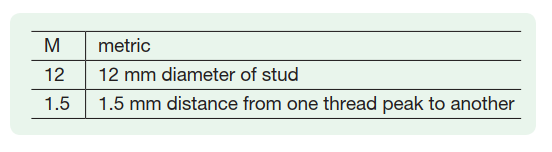 M metric
12 12 mm diameter of stud
1.5 1.5 mm distance from one thread peak to another